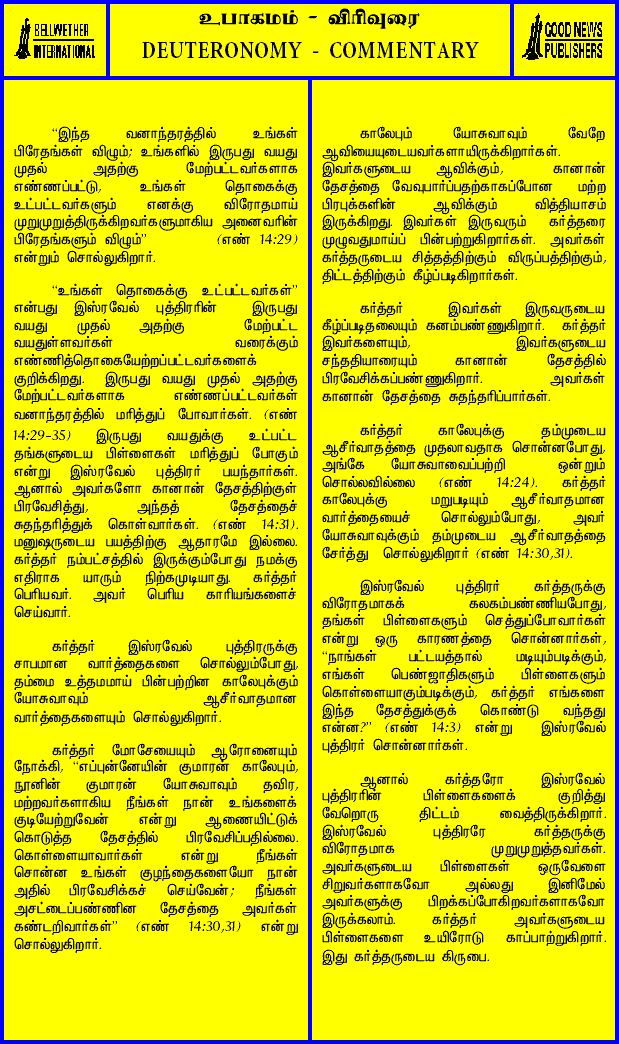 BELLWETHER
INTERNATIONAL
உபாகமம் - விரிவுரை
DEUTERONOMY - COMMENTARY
GOOD NEWS
PUBLISHERS
"இந்த வனாந்தரத்தில் உங்கள்
பிரேதங்கள் விழும்; உங்களில் இருபது வயது
முதல் அதற்கு மேற்பட்டவர்களாக
எண்ணப்பட்டு, உங்கள் தொகைக்கு
உட்பட்டவர்களும் எனக்கு விரோதமாய்
முறுமுறுத்திருக்கிறவர்களுமாகிய அனைவரின்
பிரேதங்களும் விழும்" (எண் 14:29)
என்றும் சொல்லுகிறார்.
"உங்கள் தொகைக்கு உட்பட்டவர்கள்"
என்பது இஸ்ரவேல் புத்திரரின் இருபது
வயது முதல் அதற்கு மேற்பட்ட
வயதுள்ளவர்கள் வரைக்கும்
எண்ணித்தொகையேற்றப்பட்டவர்களைக்
குறிக்கிறது. இருபது வயது முதல் அதற்கு
மேற்பட்டவர்களாக எண்ணப்பட்டவர்கள்
வனாந்தரத்தில் மரித்துப் போவார்கள். (எண்
14:29-35) இருபது வயதுக்கு உட்பட்ட
தங்களுடைய பிள்ளைகள் மரித்துப் போகும்
என்று இஸ்ரவேல் புத்திரர் பயந்தார்கள்.
ஆனால் அவர்களோ கானான் தேசத்திற்குள்
பிரவேசித்து, அந்தத் தேசத்தைச்
சுதந்தரித்துக் கொள்வார்கள். (எண் 14:31).
மனுஷருடைய பயத்திற்கு ஆதாரமே இல்லை.
கர்த்தர் நம்பட்சத்தில் இருக்கும்போது நமக்கு
எதிராக யாரும் நிற்கமுடியாது. கர்த்தர்
பெரியவர். அவர் பெரிய காரியங்களைச்
செய்வார்.
கர்த்தர் இஸ்ரவேல் புத்திரருக்கு
சாபமான வார்த்தைகளை சொல்லும்போது,
தம்மை உத்தமமாய் பின்பற்றின காலேபுக்கும்
யோசுவாவும் ஆசீர்வாதமான
வார்த்தைகளையும் சொல்லுகிறார்.
கர்த்தர் மோசேயையும் ஆரோனையும்
நோக்கி, "எப்புன்னேயின் குமாரன் காலேபும்,
நூனின் குமாரன் யோசுவாவும் தவிர,
மற்றவர்களாகிய நீங்கள் நான் உங்களைக்
குடியேற்றுவேன் என்று ஆணையிட்டுக்
கொடுத்த தேசத்தில் பிரவேசிப்பதில்லை.
கொள்ளையாவார்கள் என்று நீங்கள்
சொன்ன உங்கள் குழந்தைகளையோ நான்
அதில் பிரவேசிக்கச் செய்வேன்; நீங்கள்
அசட்டைப்பண்ணின தேசத்தை அவர்கள்
கண்டறிவார்கள்" (எண் 14:30,31) என்று
சொல்லுகிறார்.
காலேபும் யோசுவாவும் வேறே
ஆவியையுடையவர்களாயிருக்கிறார்கள்.
இவர்களுடைய ஆவிக்கும், கானான்
தேசத்தை வேவுபார்ப்பதற்காகப்போன மற்ற
பிரபுக்களின் ஆவிக்கும் வித்தியாசம்
இருக்கிறது. இவர்கள் இருவரும் கர்த்தரை
முழுவதுமாய்ப் பின்பற்றுகிறார்கள். அவர்கள்
கர்த்தருடைய சித்தத்திற்கும் விருப்பத்திற்கும்,
திட்டத்திற்கும் கீழ்ப்படிகிறார்கள்.
கர்த்தர் இவர்கள் இருவருடைய
கீழ்ப்படிதலையும் கனம்பண்ணுகிறார். கர்த்தர்
இவர்களையும், இவர்களுடைய
சந்ததியாரையும் கானான் தேசத்தில்
பிரவேசிக்கப்பண்ணுகிறார். அவர்கள்
கானான் தேசத்தை சுதந்தரிப்பார்கள்.
கர்த்தர் காலேபுக்கு தம்முடைய
ஆசீர்வாதத்தை முதலாவதாக சொன்னபோது,
அங்கே யோசுவாவைப்பற்றி ஒன்றும்
சொல்லவில்லை (எண் 14:24). கர்த்தர்
காலேபுக்கு மறுபடியும் ஆசீர்வாதமான
வார்த்தையைச் சொல்லும்போது, அவர்
யோசுவாவுக்கும் தம்முடைய ஆசீர்வாதத்தை
சேர்த்து சொல்லுகிறார் (எண் 14:30,31).
இஸ்ரவேல் புத்திரர் கர்த்தருக்கு
விரோதமாகக் கலகம்பண்ணியபோது,
தங்கள் பிள்ளைகளும் செத்துப்போவார்கள்
என்று ஒரு காரணத்தை சொன்னார்கள்,
"நாங்கள் பட்டயத்தால் மடியும்படிக்கும்,
எங்கள் பெண்ஜாதிகளும் பிள்ளைகளும்
கொள்ளையாகும்படிக்கும், கர்த்தர் எங்களை
இந்த தேசத்துக்குக் கொண்டு வந்தது
என்ன?" (எண் 14:3) என்று இஸ்ரவேல்
புத்திரர் சொன்னார்கள்.
ஆனால் கர்த்தரோ இஸ்ரவேல்
புத்திரரின் பிள்ளைகளைக் குறித்து
வேறொரு திட்டம் வைத்திருக்கிறார்.
இஸ்ரவேல் புத்திரரே கர்த்தருக்கு
விரோதமாக முறுமுறுத்தவர்கள்.
அவர்களுடைய பிள்ளைகள் ஒருவேளை
சிறுவர்களாகவோ அல்லது இனிமேல்
அவர்களுக்கு பிறக்கப்போகிறவர்களாகவோ
இருக்கலாம். கர்த்தர் அவர்களுடைய
பிள்ளைகளை உயிரோடு காப்பாற்றுகிறார்.
இது கர்த்தருடைய கிருபை.